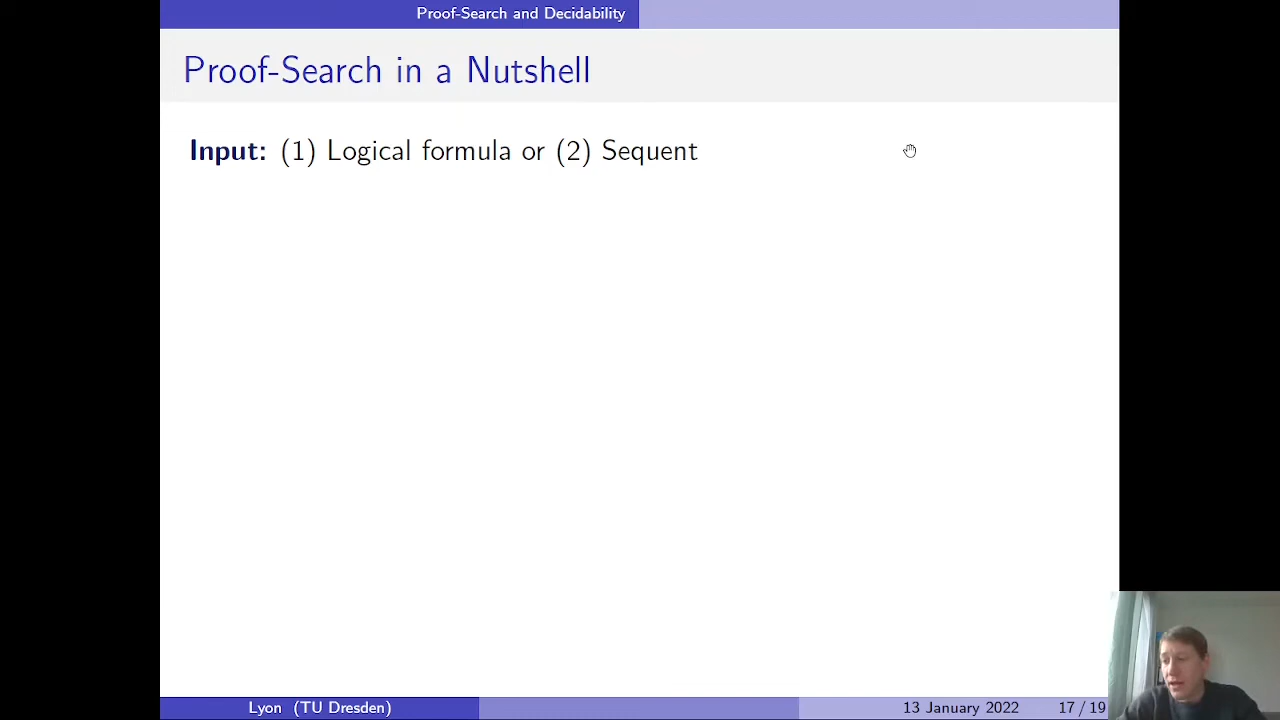 Proof-Search and Decidability
Proof-Search in a Nutshell
Input: (1) Logical formula or (2) Sequent
Lyon (TU Dresden) 13 January 2022 17 / 19